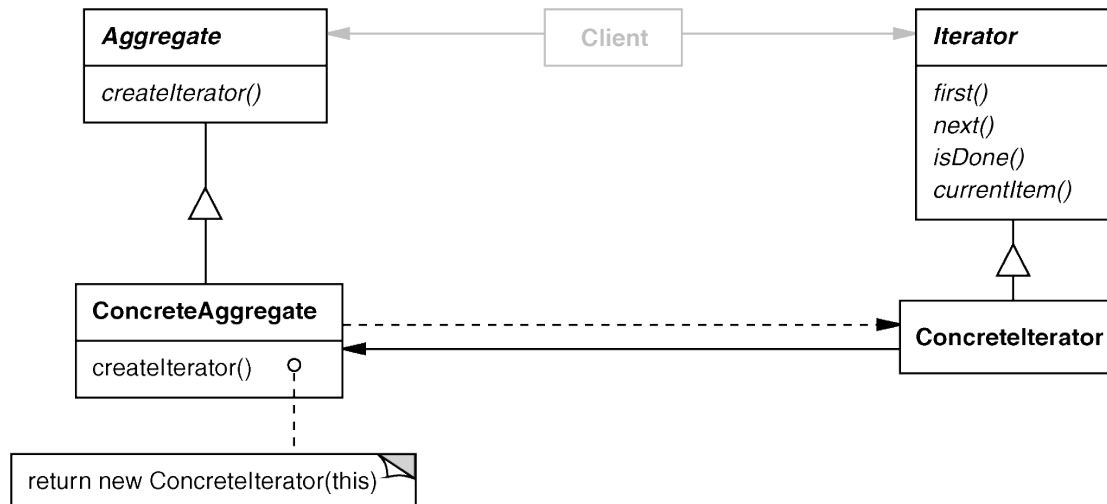 Aggregate
createIterator()
Client
Iterator
first()
next()
isDone()
currentItem()
ConcreteAggregate
createIterator()
ConcreteIterator
return new ConcreteIterator(this)